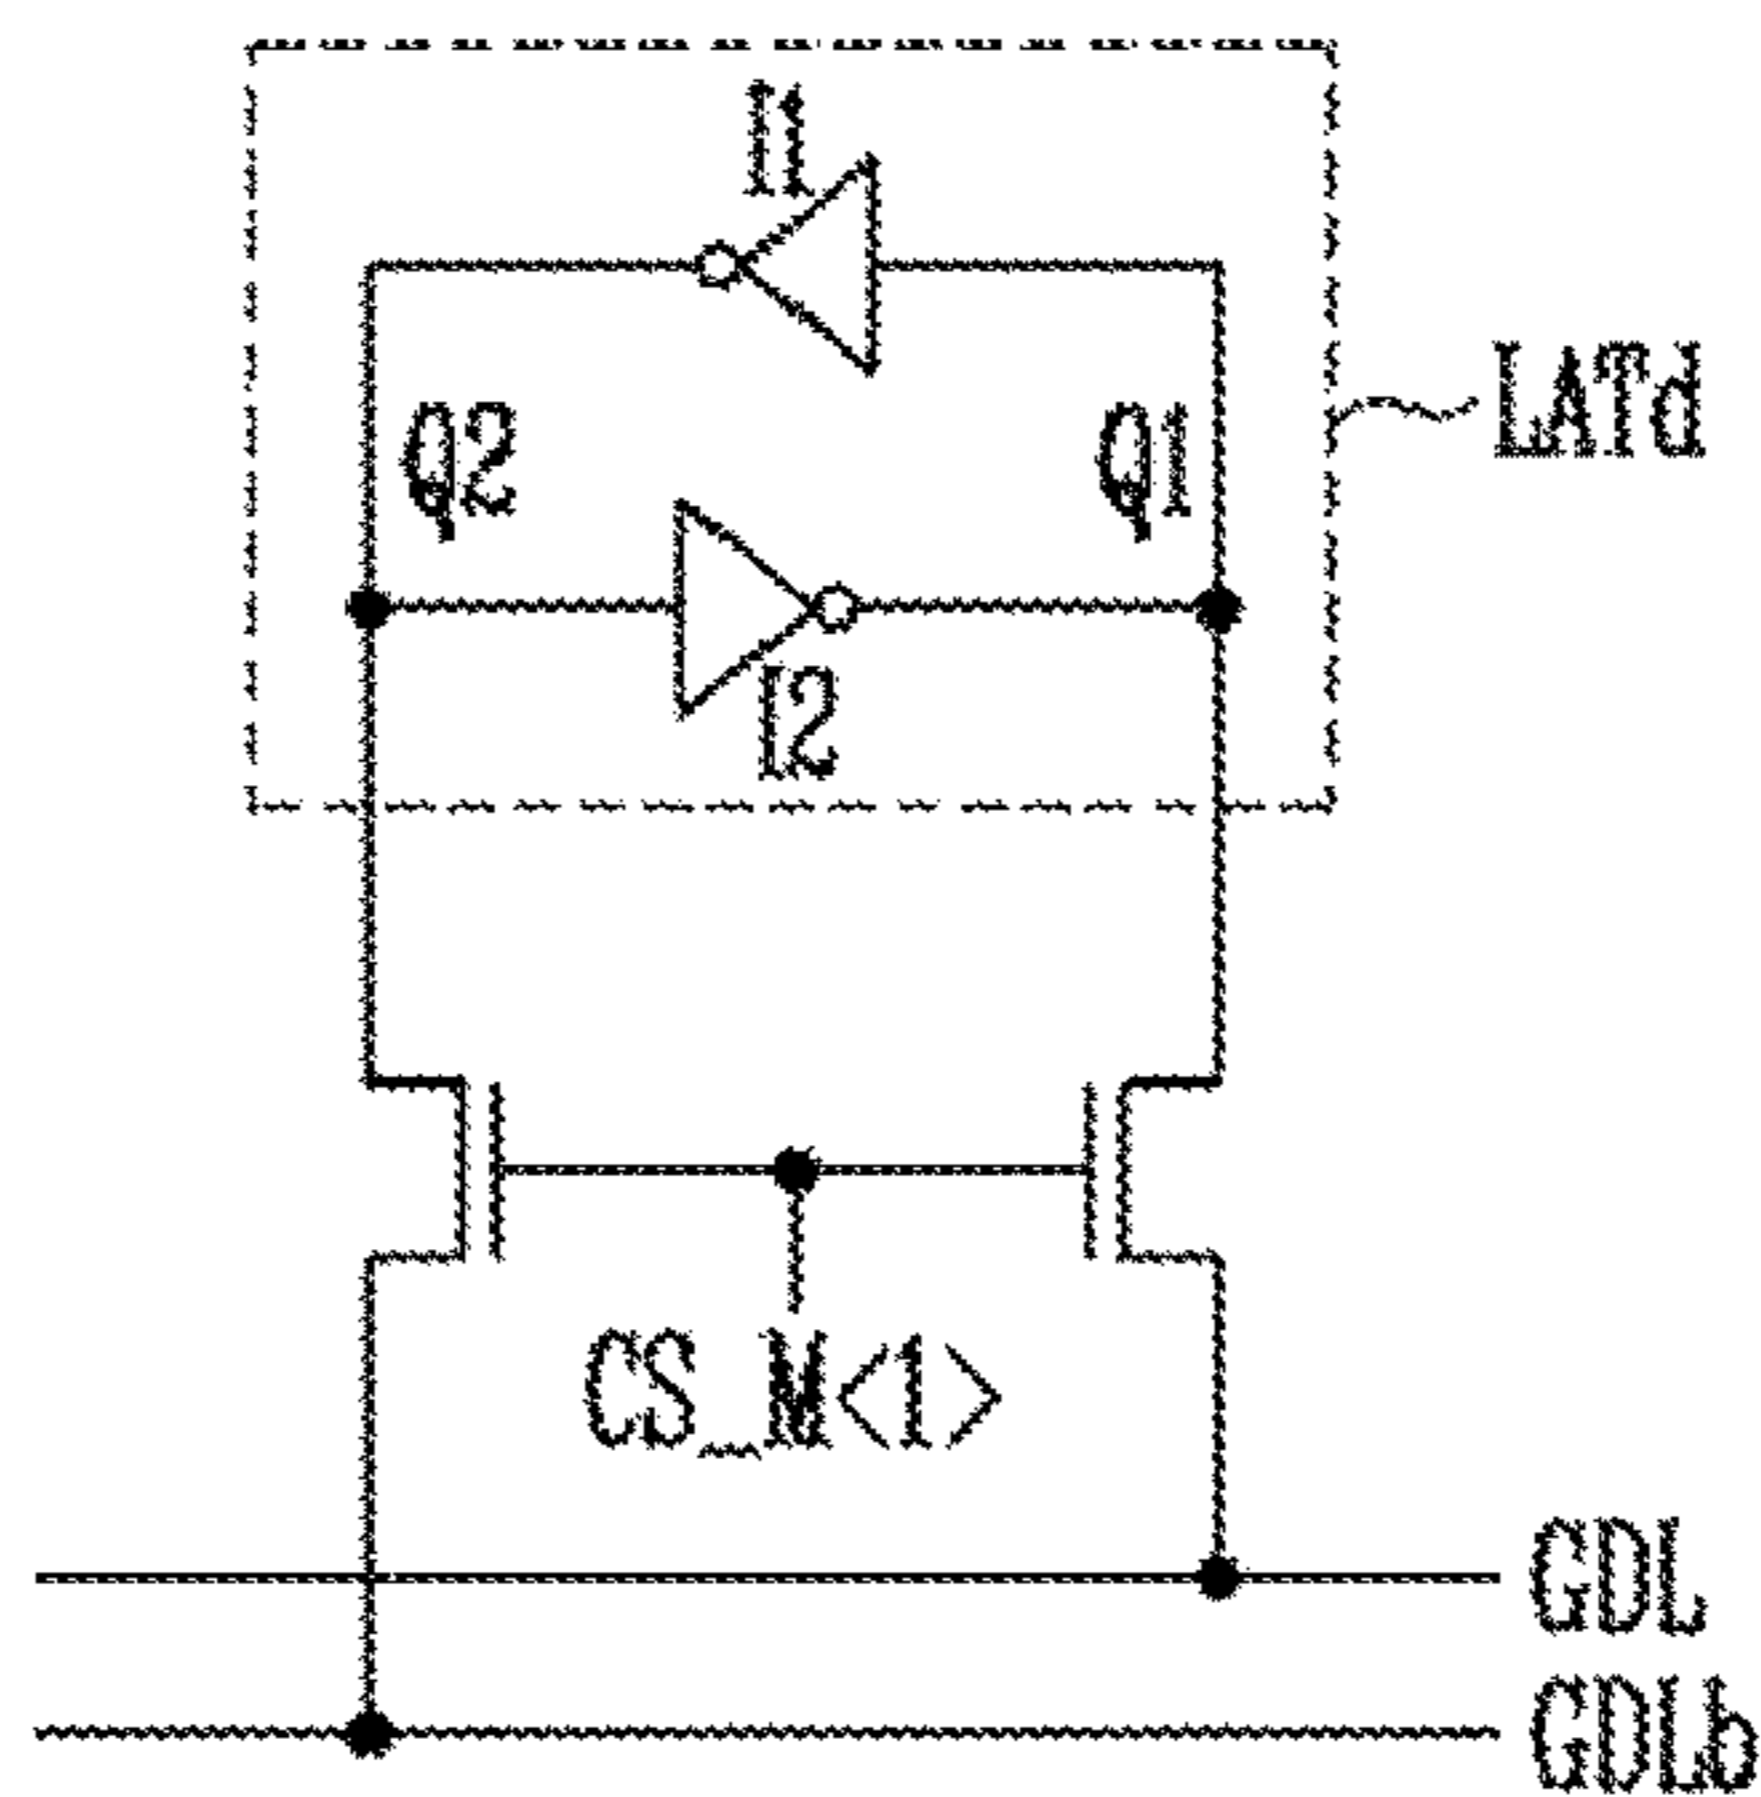 I1
LATd
Q2 Q1
I2
CS_M<1>
GDL
GDLb